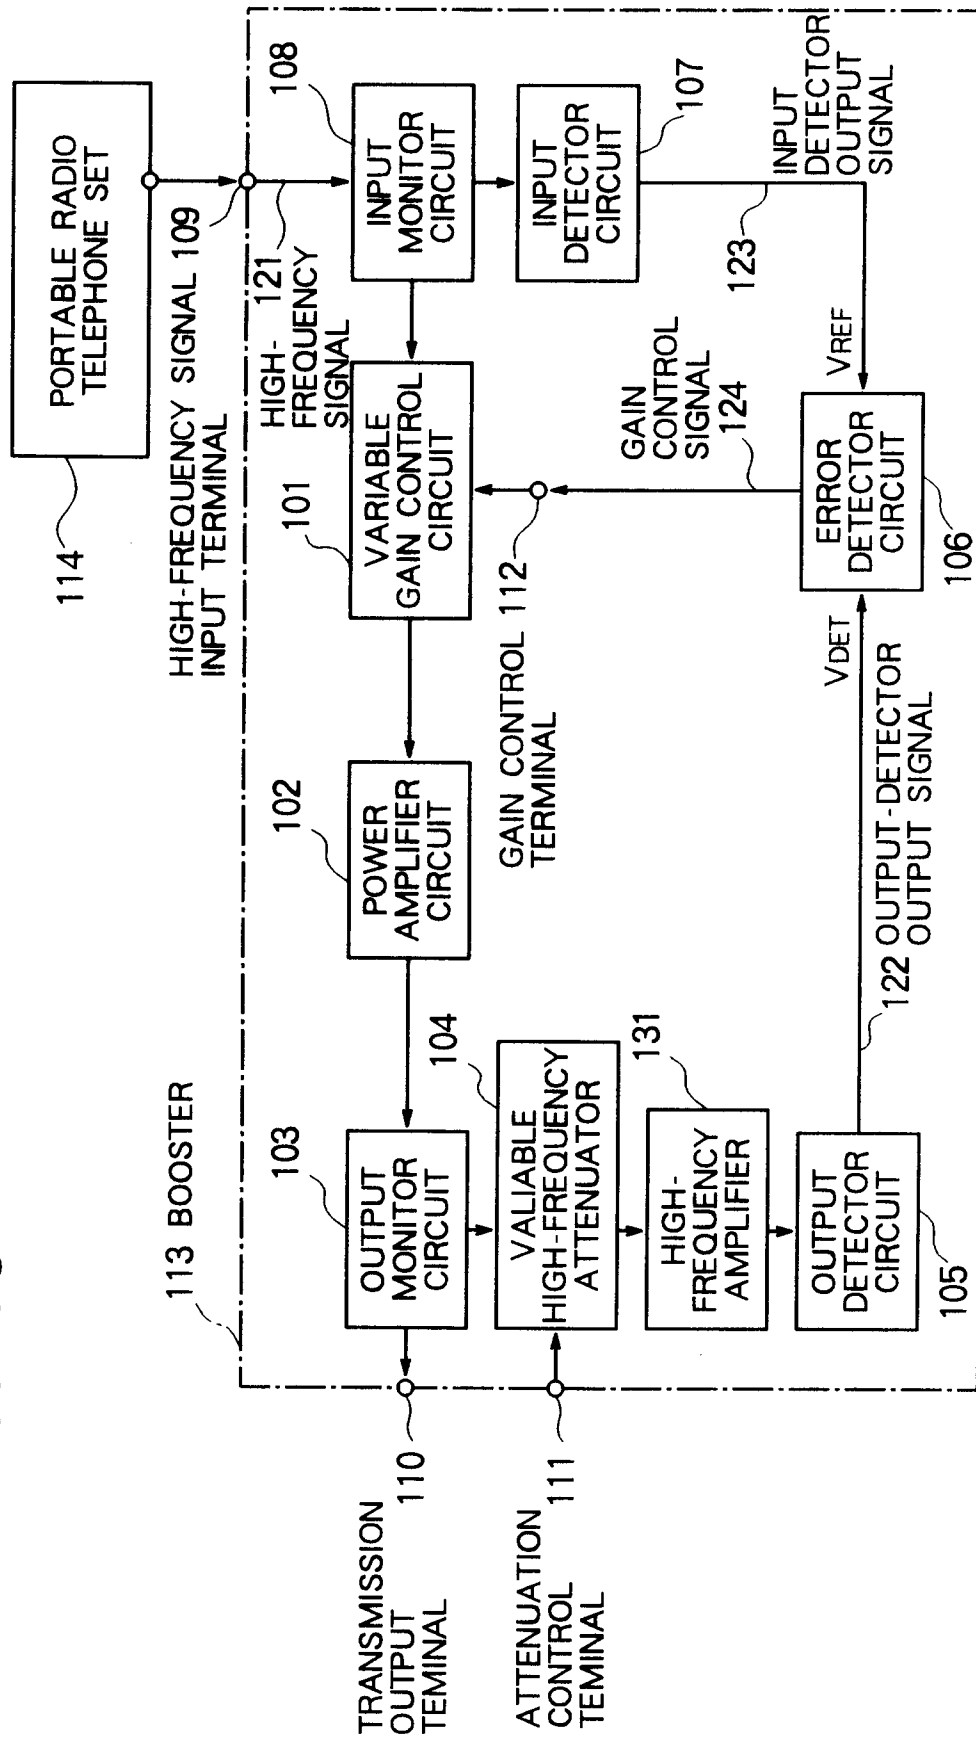 113 BOOSTER
PORTABLE RADIO
TELEPHONE SET
114
HIGH-FREQUENCY SIGNAL 109
INPUT TERMINAL
121
HIGH-
FREQUENCY
SIGNAL
TRANSMISSION
OUTPUT
TEMINAL
110
103
OUTPUT
MONITOR
CIRCUIT
102
POWER
AMPLIFIER
CIRCUIT
101
VARIABLE
GAIN CONTROL
CIRCUIT
108
INPUT
MONITOR
CIRCUIT
ATTENUATION
CONTROL
TEMINAL
111
104
VALIABLE
HIGH-FREQUENCY
ATTENUATOR
GAIN CONTROL 112
TERMINAL
INPUT
DETECTOR
CIRCUIT
107
131
HIGH-
FREQUENCY
AMPLIFIER
GAIN
CONTROL
SIGNAL
124
123
INPUT
DETECTOR
OUTPUT
SIGNAL
OUTPUT
DETECTOR
CIRCUIT
105
VDET
122 OUTPUT-DETECTOR
OUTPUT SIGNAL
ERROR
DETECTOR
CIRCUIT
106
VREF